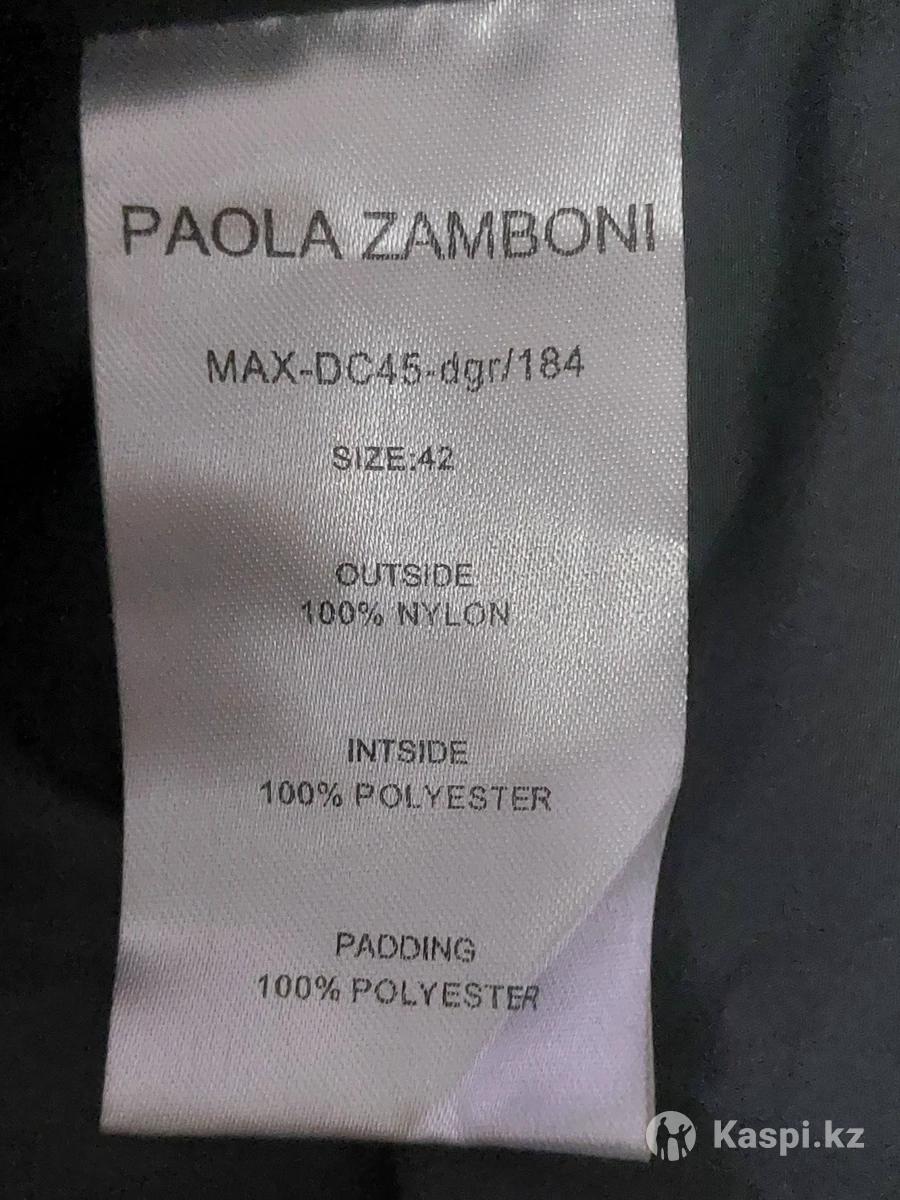 PAOLA ZAMBONI
MAX-DC45-dgr/184
SIZE:42
OUTSIDE
100% NYLON
INTSIDE
100% POLYESTER
PADDING
100% POLYESTER
Kaspi.kz